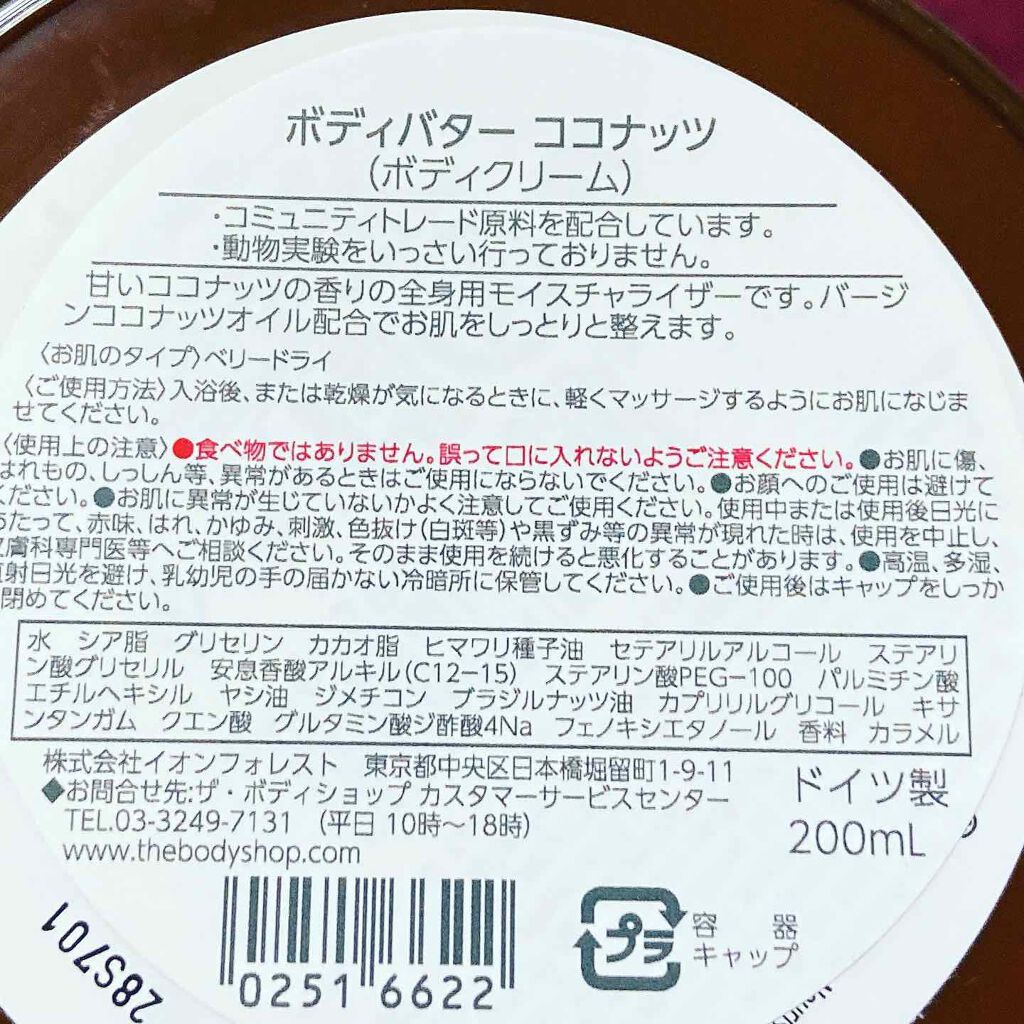 ボディバター ココナッツ
(ボディクリーム)
・コミュニティトレード原料を配合しています。
・動物実験をいっさい行っておりません。
甘いココナッツの香りの全身用モイスチャライザーです。バージ
ンココナッツオイル配合でお肌をしっとりと整えます。
〈お肌のタイプ〉ベリードライ
〈ご使用方法〉入浴後、または乾燥が気になるときに、軽くマッサージするようにお肌になじま
せてください。
〈使用上の注意〉●食べ物ではありません。誤って口に入れないようご注意ください。●お肌に傷、
はれもの、しっしん等、異常があるときはご使用にならないでください。●お顔へのご使用は避けて
ください。●お肌に異常が生じていないかよく注意してご使用ください。使用中または使用後日光に
あたって、赤味、はれ、かゆみ、刺激、色抜け(白斑等)や黒ずみ等の異常が現れた時は、使用を中止し、
皮膚科専門医等へご相談ください。そのまま使用を続けると悪化することがあります。●高温、多湿、
直射日光を避け、乳幼児の手の届かない冷暗所に保管してください。●ご使用後はキャップをしっか
閉めてください。
水 シア脂 グリセリン カカオ脂 ヒマワリ種子油 セテアリルアルコール ステアリ
ン酸グリセリル 安息香酸アルキル(C12-15) ステアリン酸PEG-100 パルミチン酸
エチルヘキシル ヤシ油 ジメチコン ブラジルナッツ油 カプリリルグリコール キサ
ンタンガム クエン酸 グルタミン酸ジ酢酸4Na フェノキシエタノール 香料 カラメル
株式会社イオンフォレスト 東京都中央区日本橋堀留町1-9-11
◆お問合せ先:ザ・ボディショップ カスタマーサービスセンター
TEL.03-3249-7131 (平日 10時～18時)
www.thebodyshop.com
ドイツ製
200mL
28S701
0251 6622
プラ
容器
キャップ